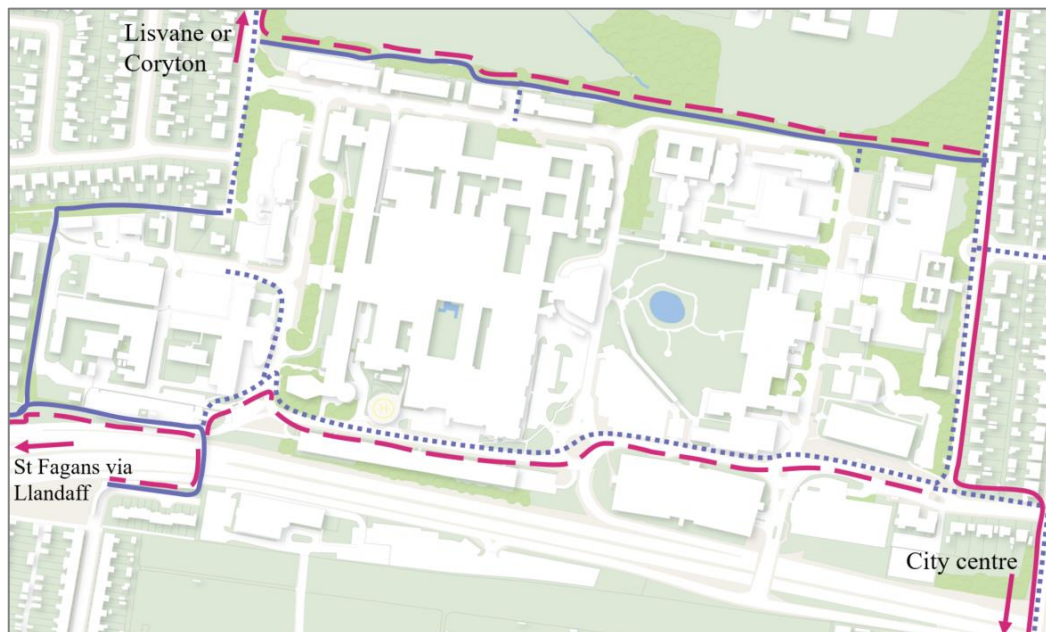 Lisvane or
Coryton
St Fagans via
Llandaff
City centre